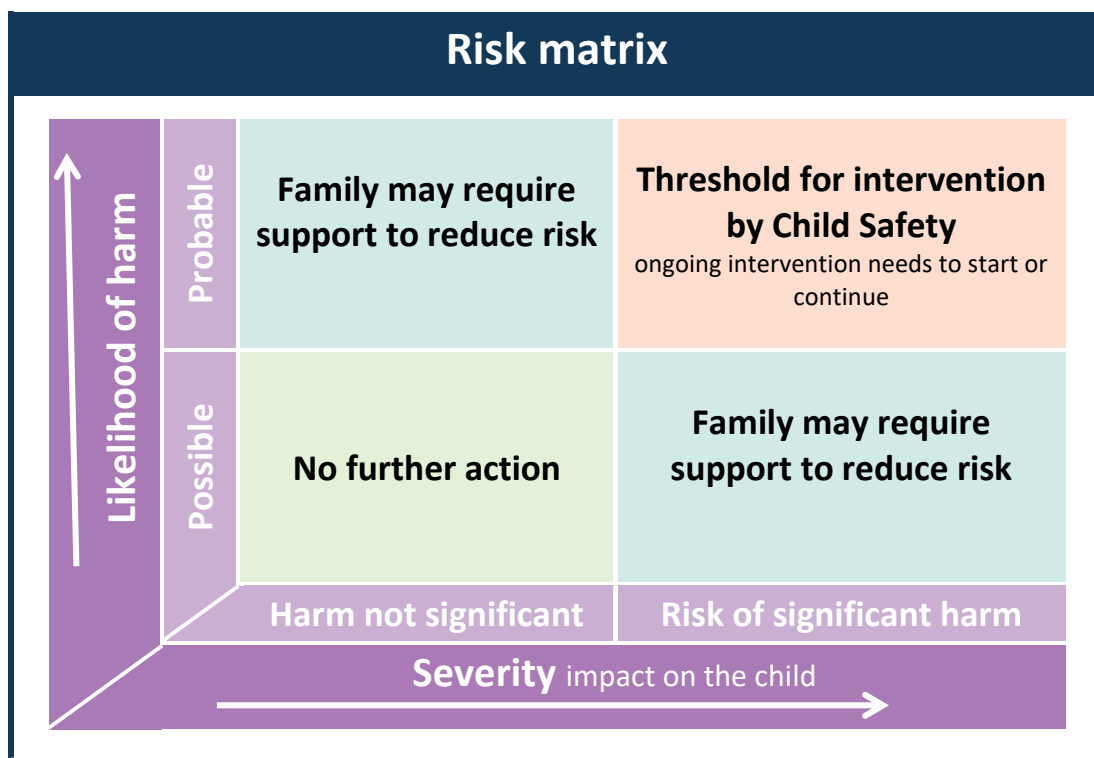 Risk matrix
Likelihood of harm
Probable
Family may require
support to reduce risk
Threshold for intervention
by Child Safety
ongoing intervention needs to start or
continue
Possible
No further action
Family may require
support to reduce risk
Harm not significant
Risk of significant harm
Severity impact on the child